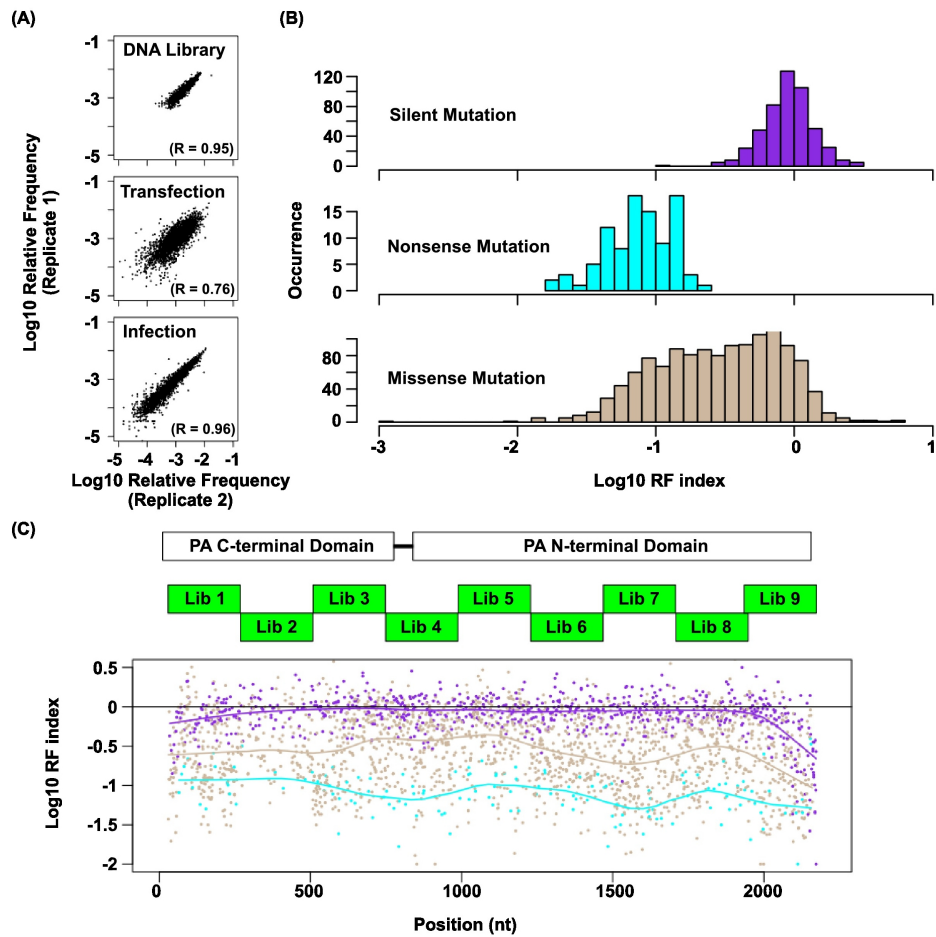 (A)
-1
DNA Library
-3
-5
(R = 0.95)
-1
Transfection
-3
-5
(R = 0.76)
-1
Infection
-3
-5
(R = 0.96)
-5 -4 -3 -2 -1
Log10 Relative Frequency
(Replicate 2)
Log10 Relative Frequency
(Replicate 1)
(B)
120
80
40
0
Silent Mutation
15
10
5
0
Nonsense Mutation
80
40
0
Missense Mutation
Occurrence
-3 -2 -1 0 1
Log10 RF index
(C)
PA C-terminal Domain
PA N-terminal Domain
Lib 1 Lib 3 Lib 5 Lib 7 Lib 9
Lib 2 Lib 4 Lib 6 Lib 8
0.5
0
-0.5
-1
-1.5
-2
Log10 RF index
0 500 1000 1500 2000
Position (nt)